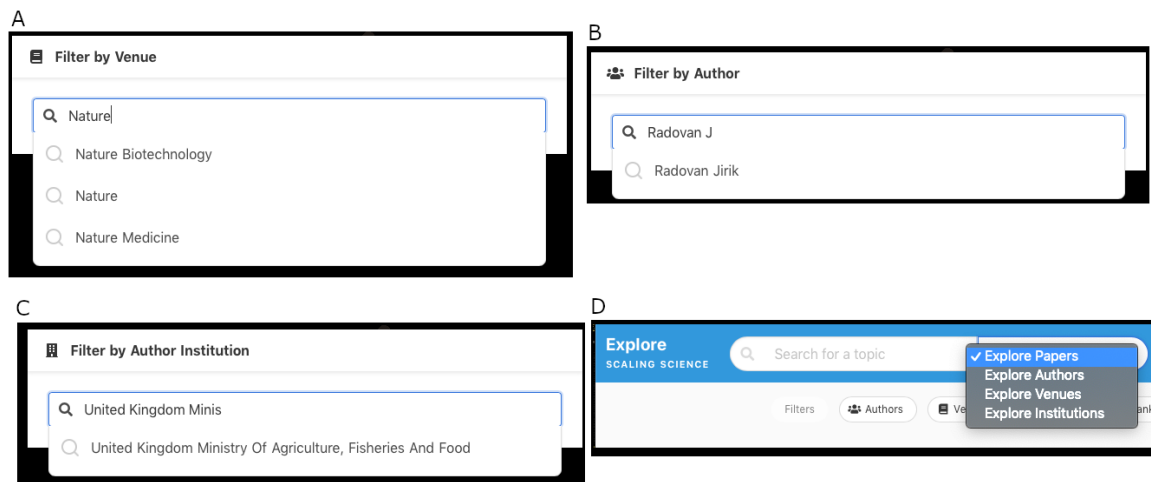 A
Filter by Venue
Nature
Nature Biotechnology
Nature
Nature Medicine
B
Filter by Author
Radovan J
Radovan Jirik
C
Filter by Author Institution
United Kingdom Minis
United Kingdom Ministry Of Agriculture, Fisheries And Food
D
Explore
SCALING SCIENCE
Search for a topic
✓ Explore Papers
Explore Authors
Explore Venues
Explore Institutions
Filters
Authors